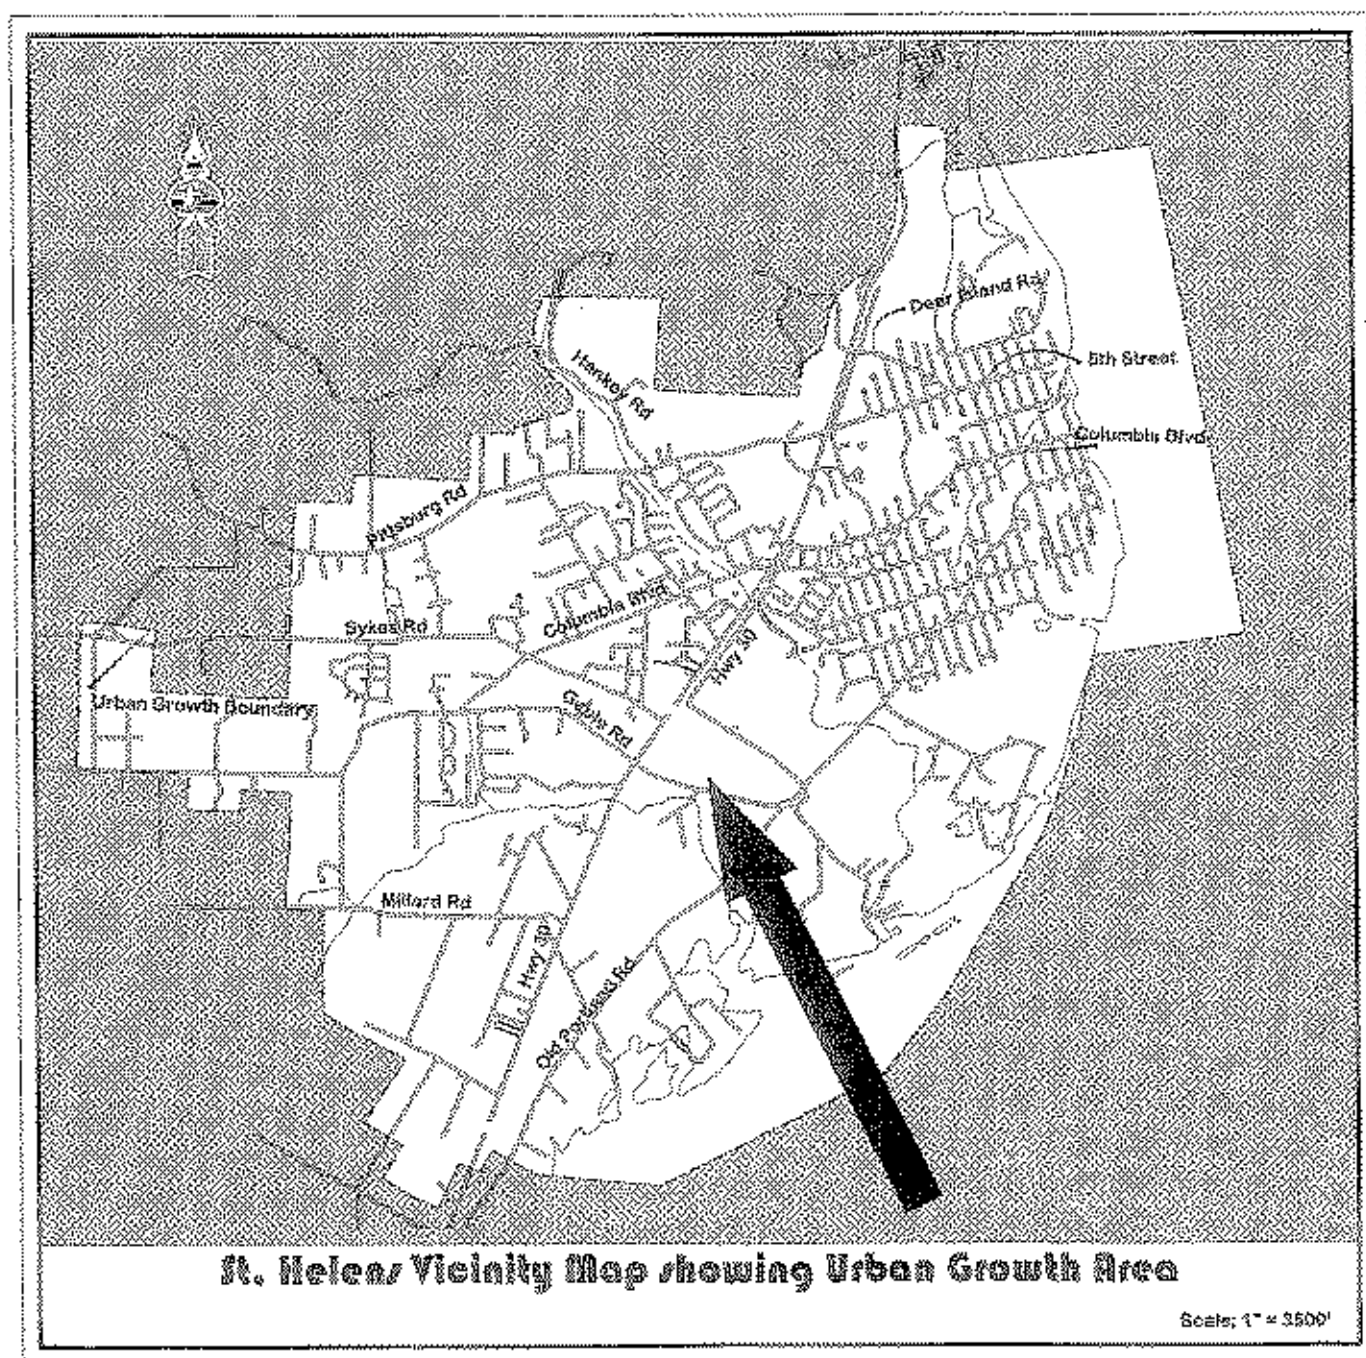 Deer Island Rd
5th Street
Hankey Rd
Columbia Blvd
Pittsburg Rd
Sykes Rd
Columbia Blvd
Hwy 30
Urban Growth Boundary
Gable Rd
Millard Rd
Hwy 30
Old Portland Rd
St. Helens Vicinity Map showing Urban Growth Area
Scale: 1" = 3500'